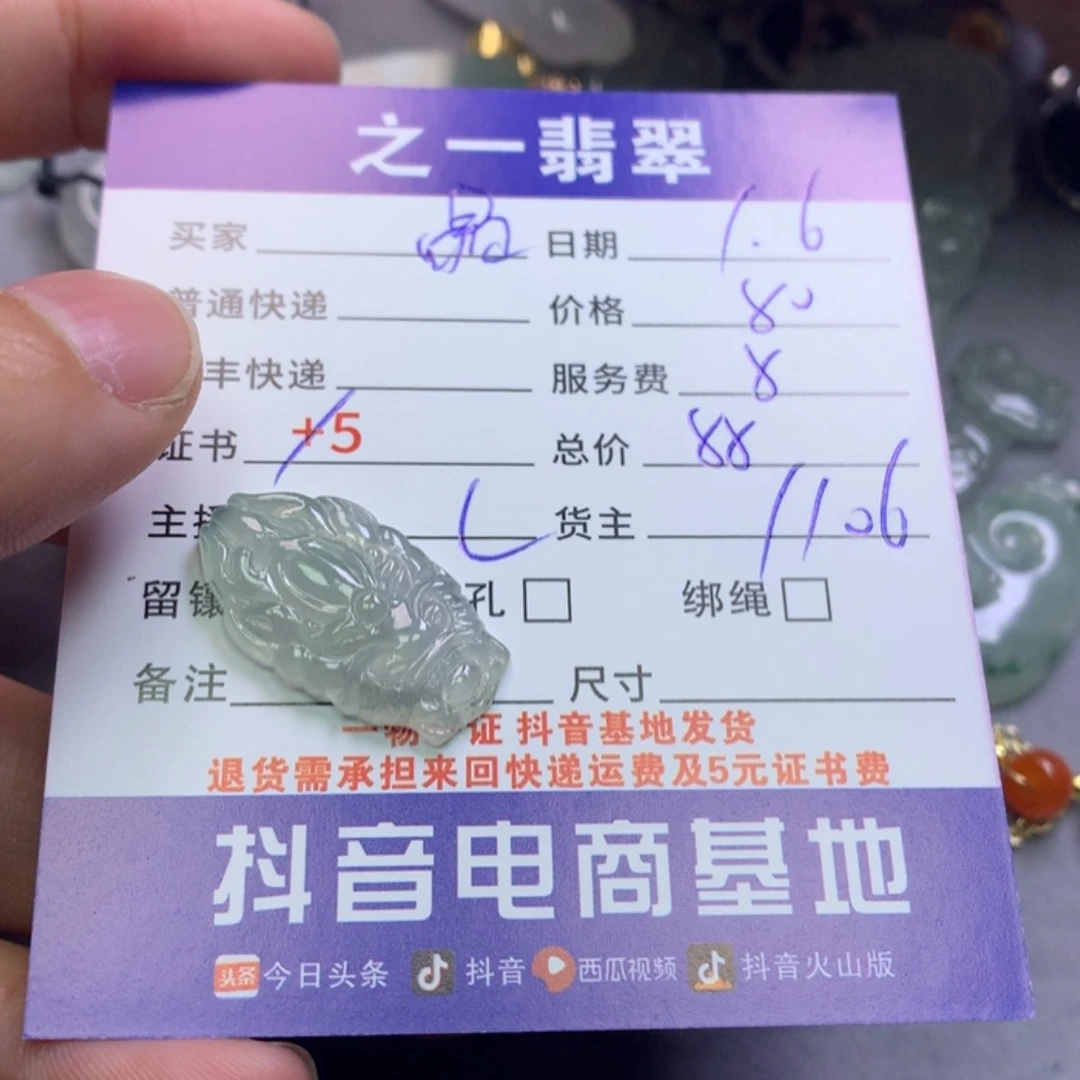 之一翡翠
买家 日期 1.6
普通快递 价格 80
丰快递 服务费 8
证书 +5 总价 88
主播 L 货主 1106
留镶 孔 绑绳
备注 尺寸
一物 证 抖音基地发货
退货需承担来回快递运费及5元证书费
抖音电商基地
头条 今日头条 抖音 西瓜视频 抖音火山版